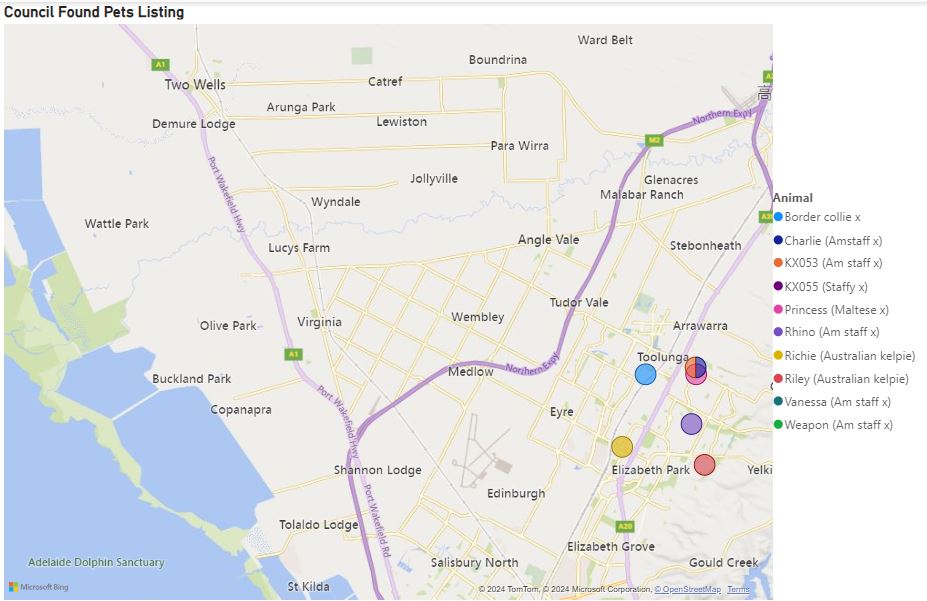 Council Found Pets Listing
Ward Belt
Boundrina
A1
Two Wells
Catref
Arunga Park
Demure Lodge
Lewiston
Northern Expy
高
M2
Para Wirra
Port Wakefield Hwy
Jollyville
Glenacres
Malabar Ranch
Wyndale
Wattle Park
Lucys Farm
Angle Vale
Stebonheath
Tudor Vale
Olive Park
Virginia
Wembley
Arrawarra
A1
Toolunga
Buckland Park
Medlow
Northern Expy
Copanapra
Port Wakefield Hwy
Eyre
Shannon Lodge
Elizabeth Park
Edinburgh
Port Wakefield Rd
Tolaldo Lodge
A20
Elizabeth Grove
Adelaide Dolphin Sanctuary
Salisbury North
Gould Creek
St Kilda
Microsoft Bing
© 2024 TomTom, © 2024 Microsoft Corporation, © OpenStreetMap Terms
Animal
Border collie x
Charlie (Amstaff x)
KX053 (Am staff x)
KX055 (Staffy x)
Princess (Maltese x)
Rhino (Am staff x)
Richie (Australian kelpie)
Riley (Australian kelpie)
Vanessa (Am staff x)
Weapon (Am staff x)